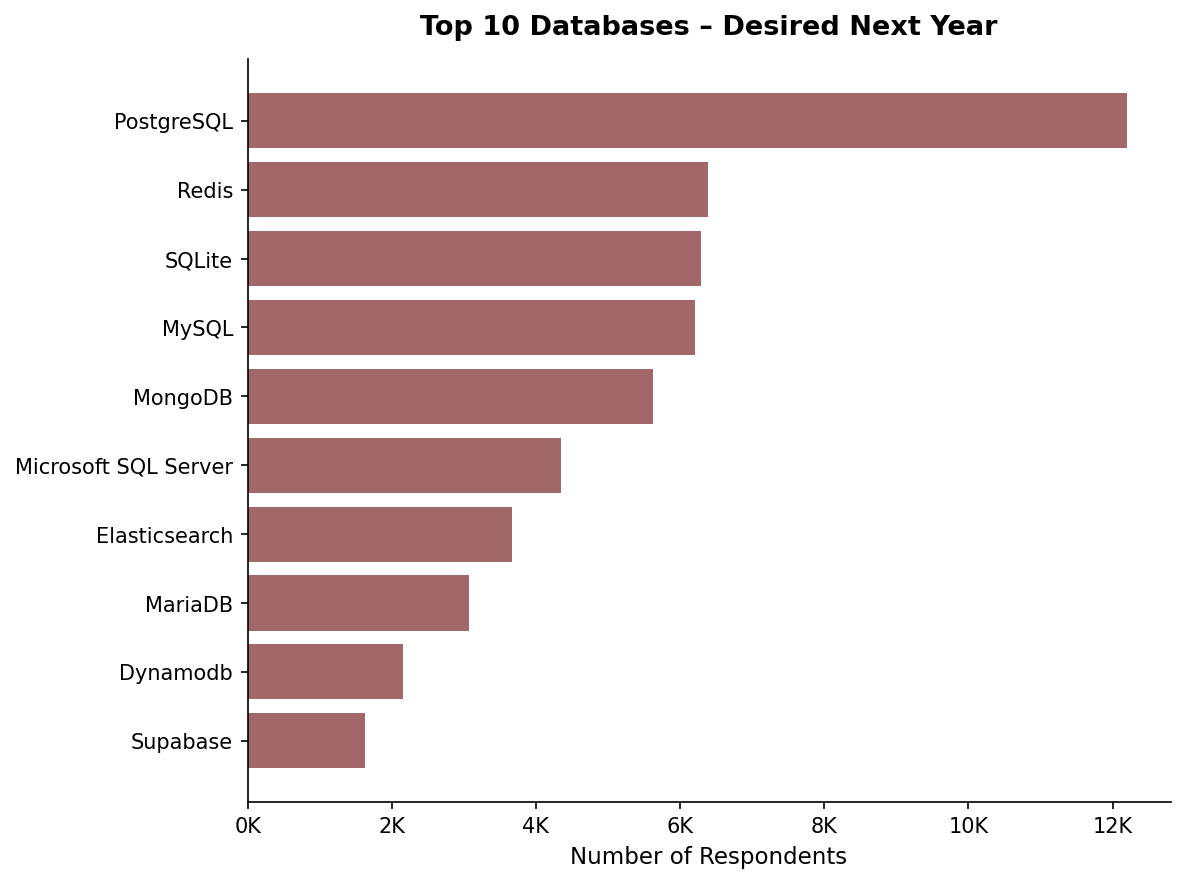 Top 10 Databases – Desired Next Year
PostgreSQL
Redis
SQLite
MySQL
MongoDB
Microsoft SQL Server
Elasticsearch
MariaDB
Dynamodb
Supabase
0K 2K 4K 6K 8K 10K 12K
Number of Respondents